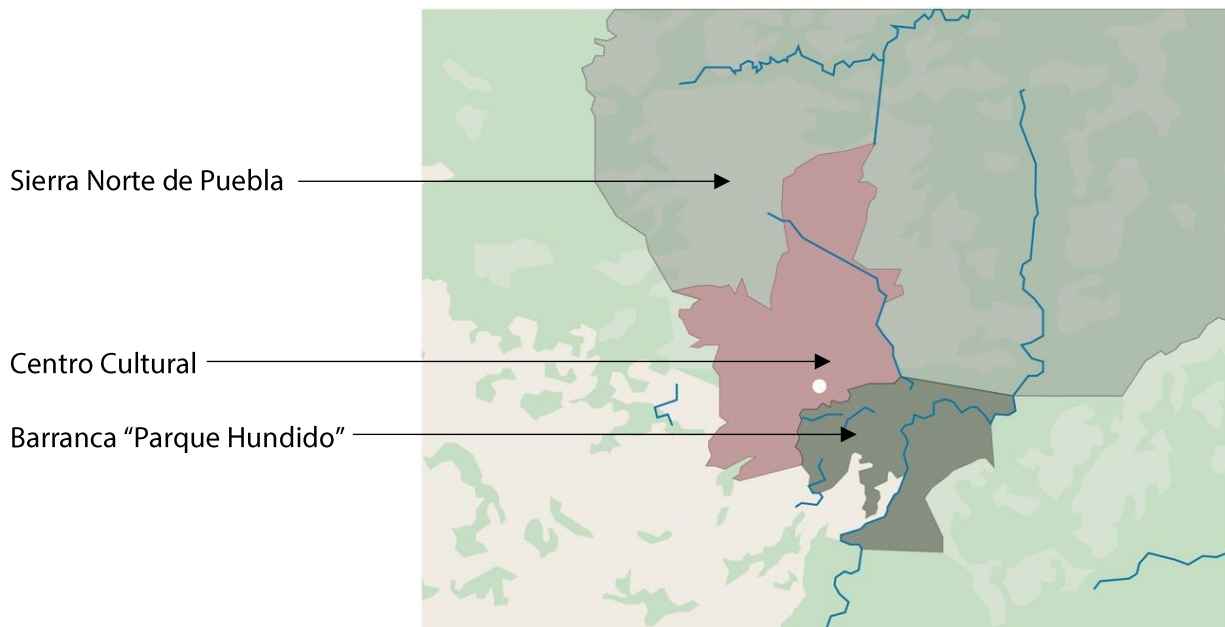 Sierra Norte de Puebla
Centro Cultural
Barranca “Parque Hundido”